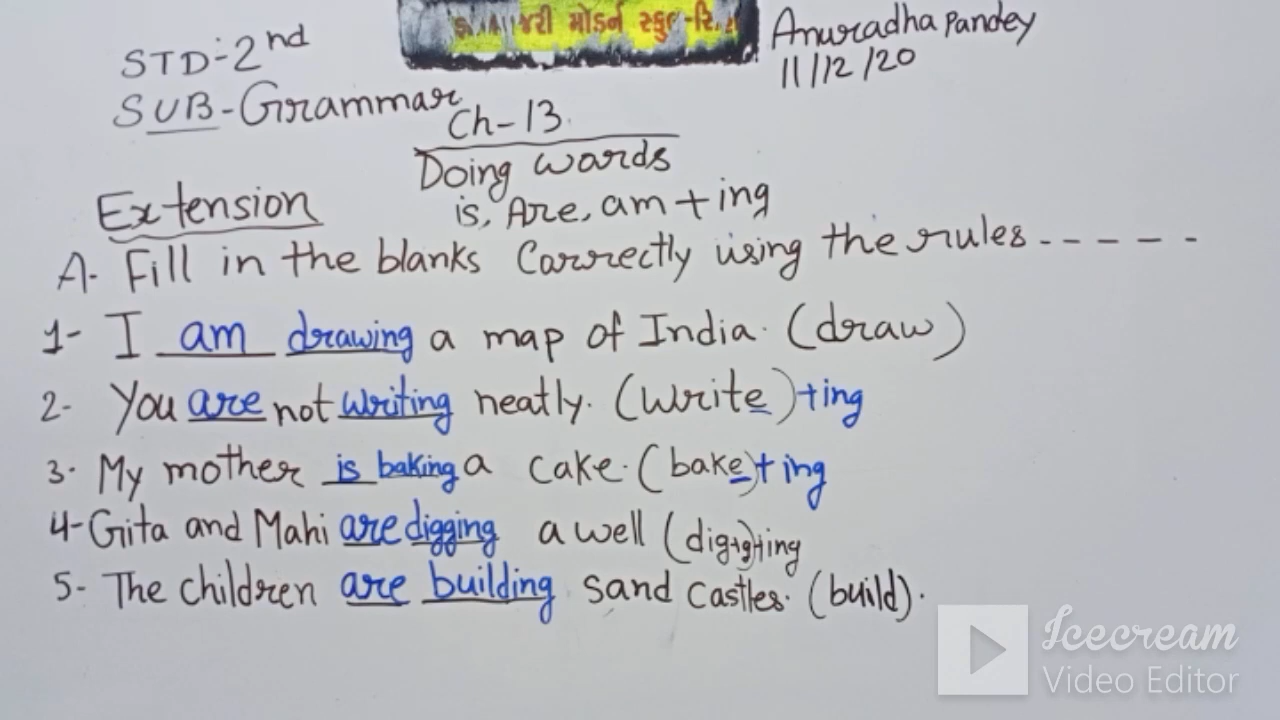 જરી મોડર્ન સ્કુલ-
Anuradha Pandey
11/12/20
STD-2nd
SUB-Grammar
Ch-13.
Doing words
is, Are, am + ing
Extension
A- Fill in the blanks Correctly using the rules - - - - -
1- I am drawing a map of India. (draw)
2- You are not writing neatly. (write)+ing
3- My mother is baking a cake. (bake)+ing
4- Gita and Mahi are digging a well (dig+g)+ing
5- The children are building sand castles. (build).
Icecream
Video Editor